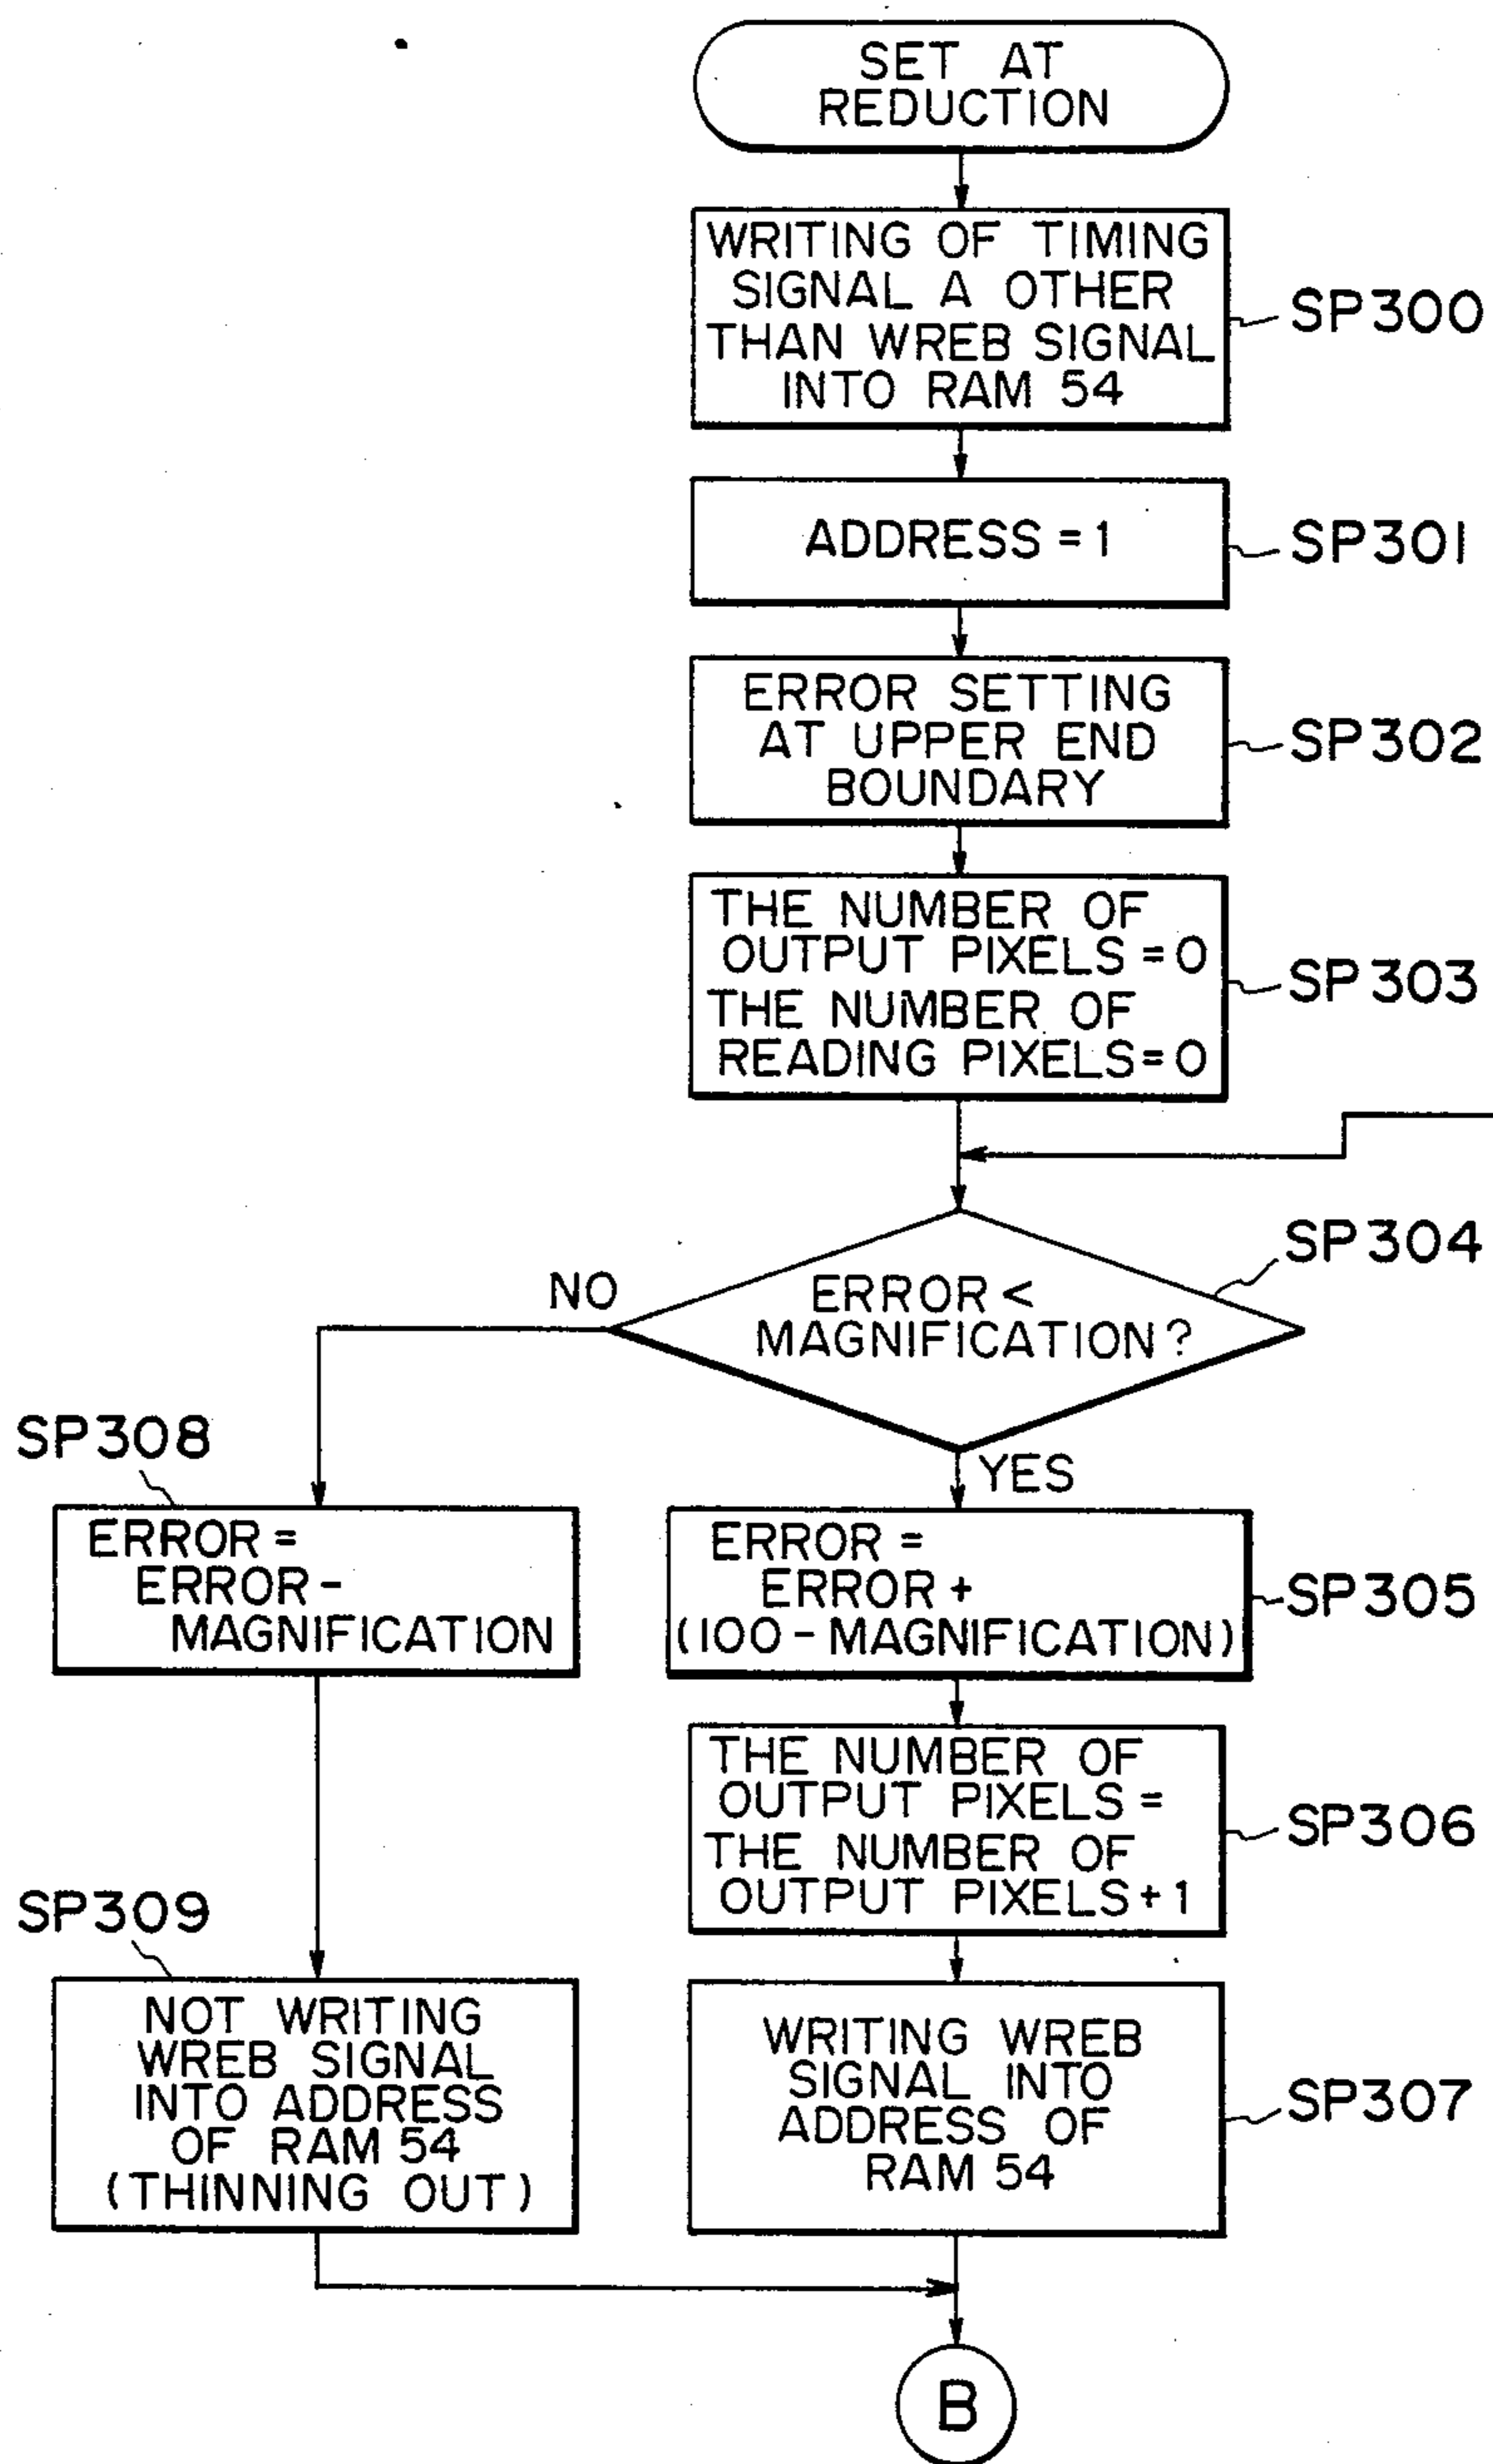 SET AT
REDUCTION
WRITING OF TIMING
SIGNAL A OTHER
THAN WREB SIGNAL
INTO RAM 54
SP300
ADDRESS = 1
SP301
ERROR SETTING
AT UPPER END
BOUNDARY
SP302
THE NUMBER OF
OUTPUT PIXELS = 0
THE NUMBER OF
READING PIXELS = 0
SP303
SP304
NO
ERROR <
MAGNIFICATION?
YES
SP308
ERROR =
ERROR -
MAGNIFICATION
ERROR =
ERROR +
(100 - MAGNIFICATION)
SP305
THE NUMBER OF
OUTPUT PIXELS =
THE NUMBER OF
OUTPUT PIXELS + 1
SP306
SP309
NOT WRITING
WREB SIGNAL
INTO ADDRESS
OF RAM 54
(THINNING OUT)
WRITING WREB
SIGNAL INTO
ADDRESS OF
RAM 54
SP307
B